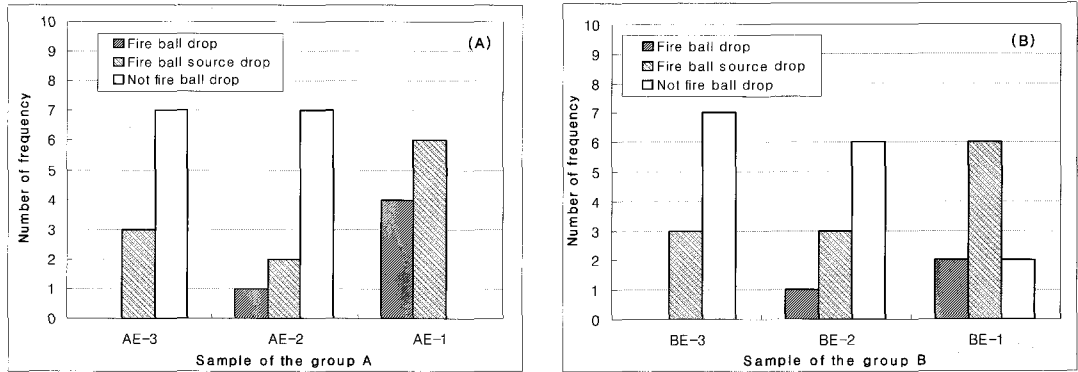 (A)
Fire ball drop
Fire ball source drop
Not fire ball drop
Number of frequency
10
9
8
7
6
5
4
3
2
1
0
AE-3 AE-2 AE-1
Sample of the group A
(B)
Fire ball drop
Fire ball source drop
Not fire ball drop
Number of frequency
10
9
8
7
6
5
4
3
2
1
0
BE-3 BE-2 BE-1
Sample of the group B